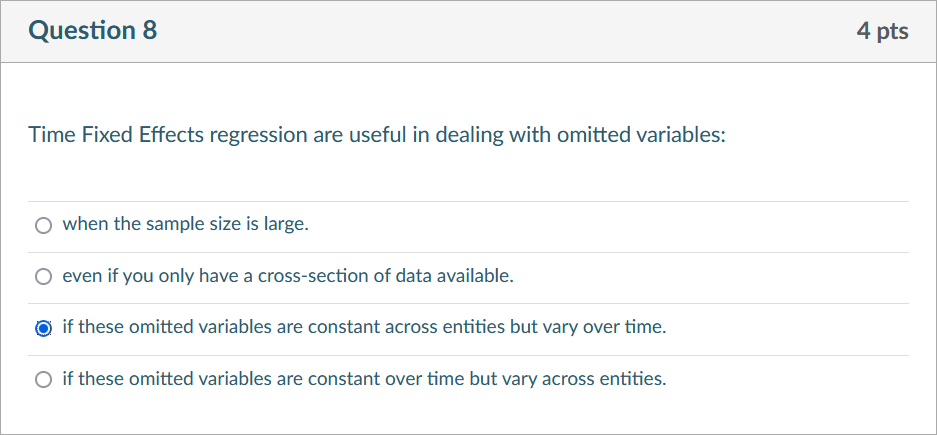 Question 8
4 pts
Time Fixed Effects regression are useful in dealing with omitted variables:
when the sample size is large.
even if you only have a cross-section of data available.
if these omitted variables are constant across entities but vary over time.
if these omitted variables are constant over time but vary across entities.